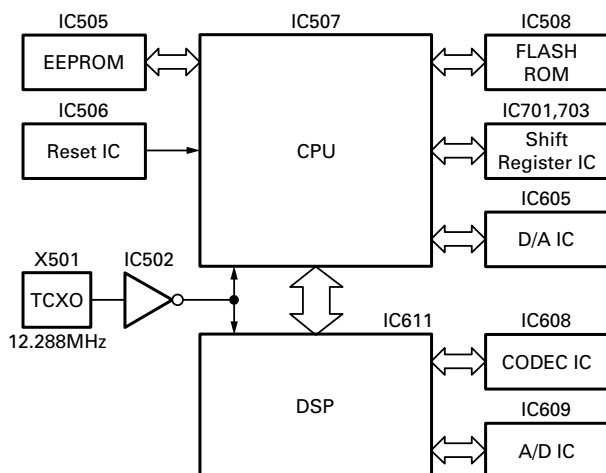 IC505
EEPROM
IC506
Reset IC
X501
TCXO
12.288MHz
IC502
IC507
CPU
IC508
FLASH
ROM
IC701,703
Shift
Register IC
IC605
D/A IC
IC611
DSP
IC608
CODEC IC
IC609
A/D IC